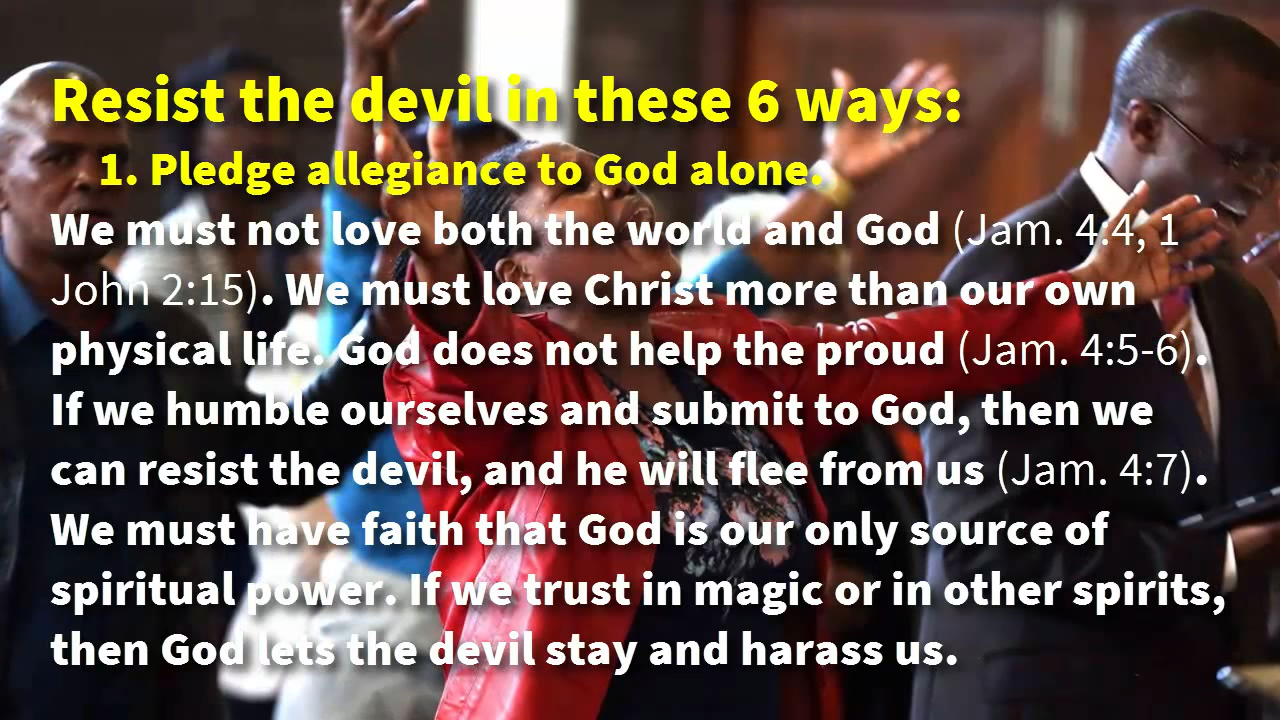 Resist the devil in these 6 ways:
1. Pledge allegiance to God alone.
We must not love both the world and God (Jam. 4:4, 1
John 2:15). We must love Christ more than our own
physical life. God does not help the proud (Jam. 4:5-6).
If we humble ourselves and submit to God, then we
can resist the devil, and he will flee from us (Jam. 4:7).
We must have faith that God is our only source of
spiritual power. If we trust in magic or in other spirits,
then God lets the devil stay and harass us.